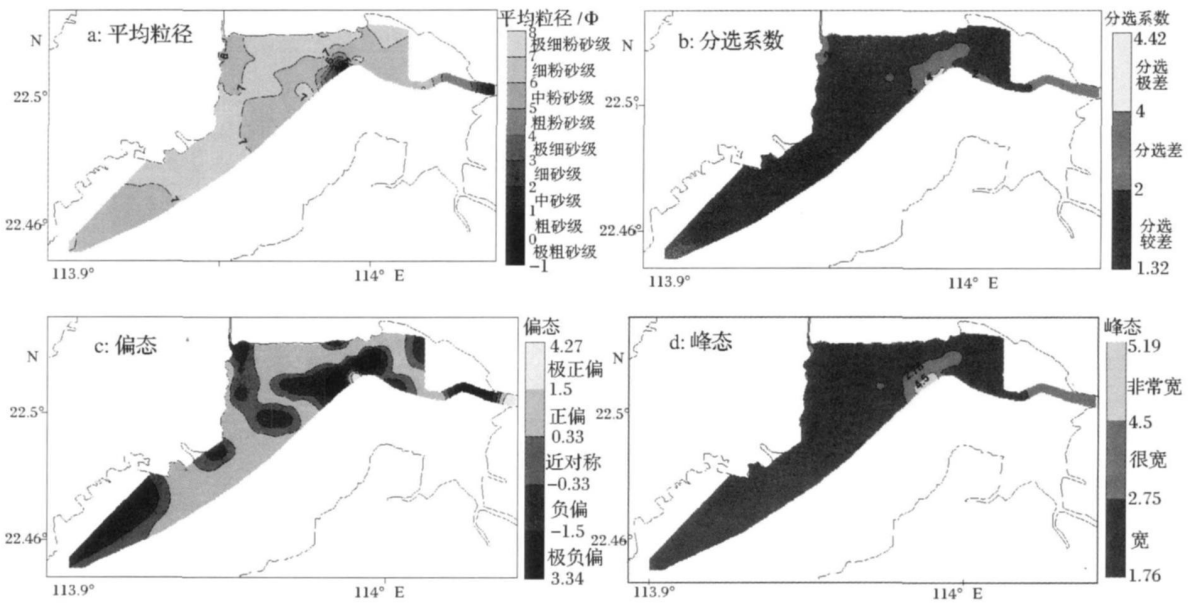 a: 平均粒径
平均粒径 /Φ
8
极细粉砂级
7
细粉砂级
6
中粉砂级
5
粗粉砂级
4
极细砂级
3
细砂级
2
中砂级
1
粗砂级
0
极粗砂级
-1
N
22.5°
22.46°
113.9°
114° E
7
7
b: 分选系数
分选系数
4.42
分选
极差
4
分选差
2
分选
较差
1.32
N
22.5°
22.46°
113.9°
114° E
c: 偏态
偏态
4.27
极正偏
1.5
正偏
0.33
近对称
-0.33
负偏
-1.5
极负偏
3.34
N
22.5°
22.46°
113.9°
114° E
d: 峰态
峰态
5.19
非常宽
4.5
很宽
2.75
宽
1.76
N
22.5°
22.46°
113.9°
114° E
4.5